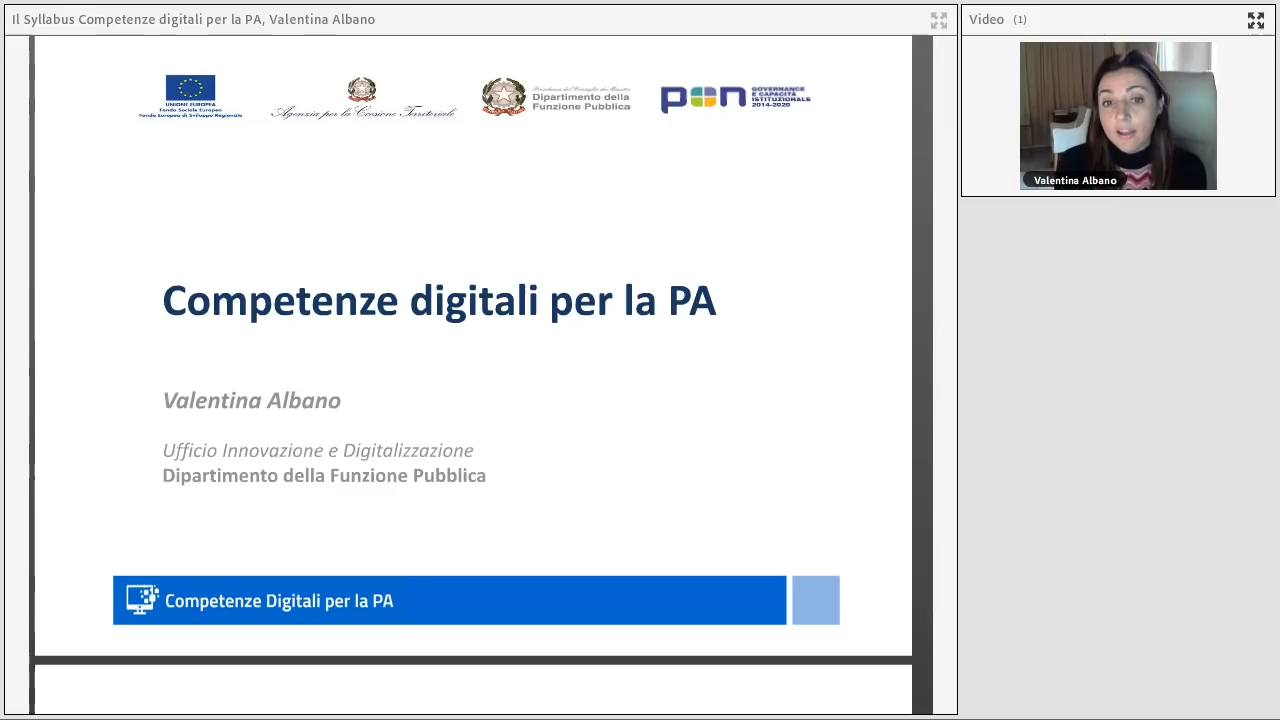 Il Syllabus Competenze digitali per la PA, Valentina Albano
Video (1)
UNIONE EUROPEA
Fondo Sociale Europeo
Fondo Europeo di Sviluppo Regionale
Agenzia per la Coesione Territoriale
Presidenza del Consiglio dei Ministri
Dipartimento della
Funzione Pubblica
pon
GOVERNANCE
E CAPACITÀ
ISTITUZIONALE
2014-2020
Valentina Albano
Competenze digitali per la PA
Valentina Albano
Ufficio Innovazione e Digitalizzazione
Dipartimento della Funzione Pubblica
Competenze Digitali per la PA